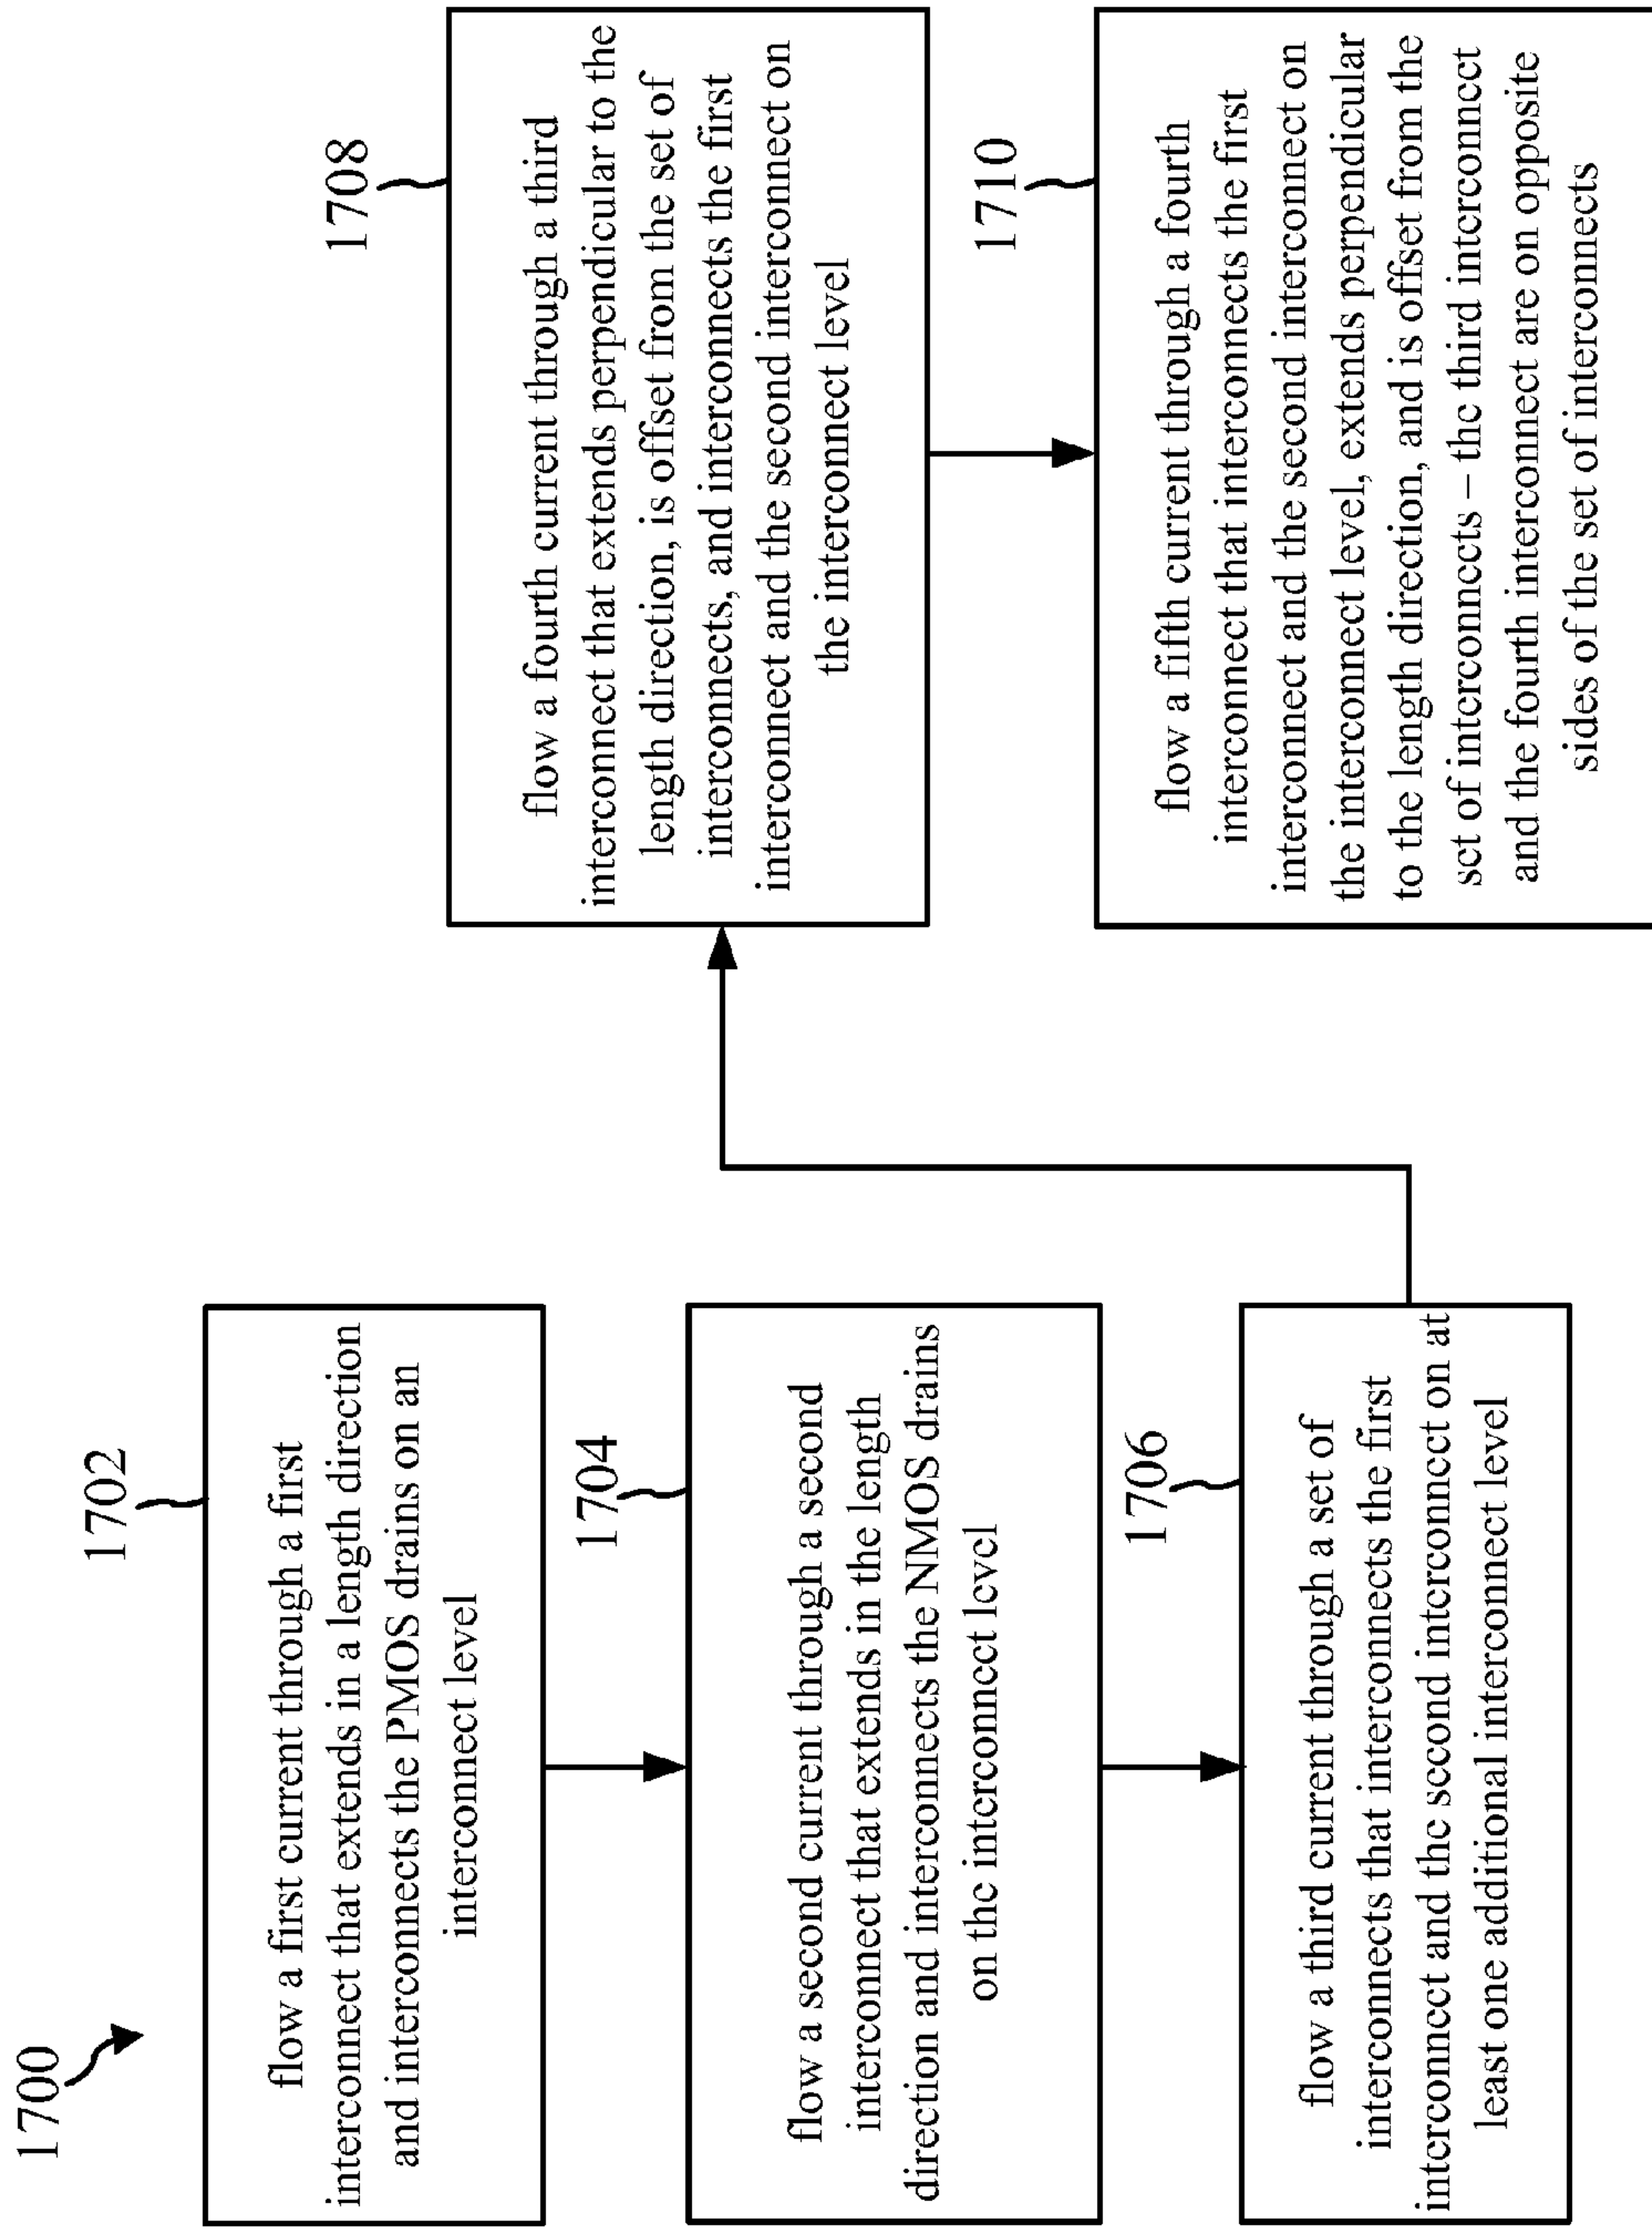 1700
1702
flow a first current through a first
interconnect that extends in a length direction
and interconnects the PMOS drains on an
interconnect level
1704
flow a second current through a second
interconnect that extends in the length
direction and interconnects the NMOS drains
on the interconnect level
1706
flow a third current through a set of
interconnects that interconnects the first
interconnect and the second interconnect on at
least one additional interconnect level
1708
flow a fourth current through a third
interconnect that extends perpendicular to the
length direction, is offset from the set of
interconnects, and interconnects the first
interconnect and the second interconnect on
the interconnect level
1710
flow a fifth current through a fourth
interconnect that interconnects the first
interconnect and the second interconnect on
the interconnect level, extends perpendicular
to the length direction, and is offset from the
set of interconnects – the third interconnect
and the fourth interconnect are on opposite
sides of the set of interconnects